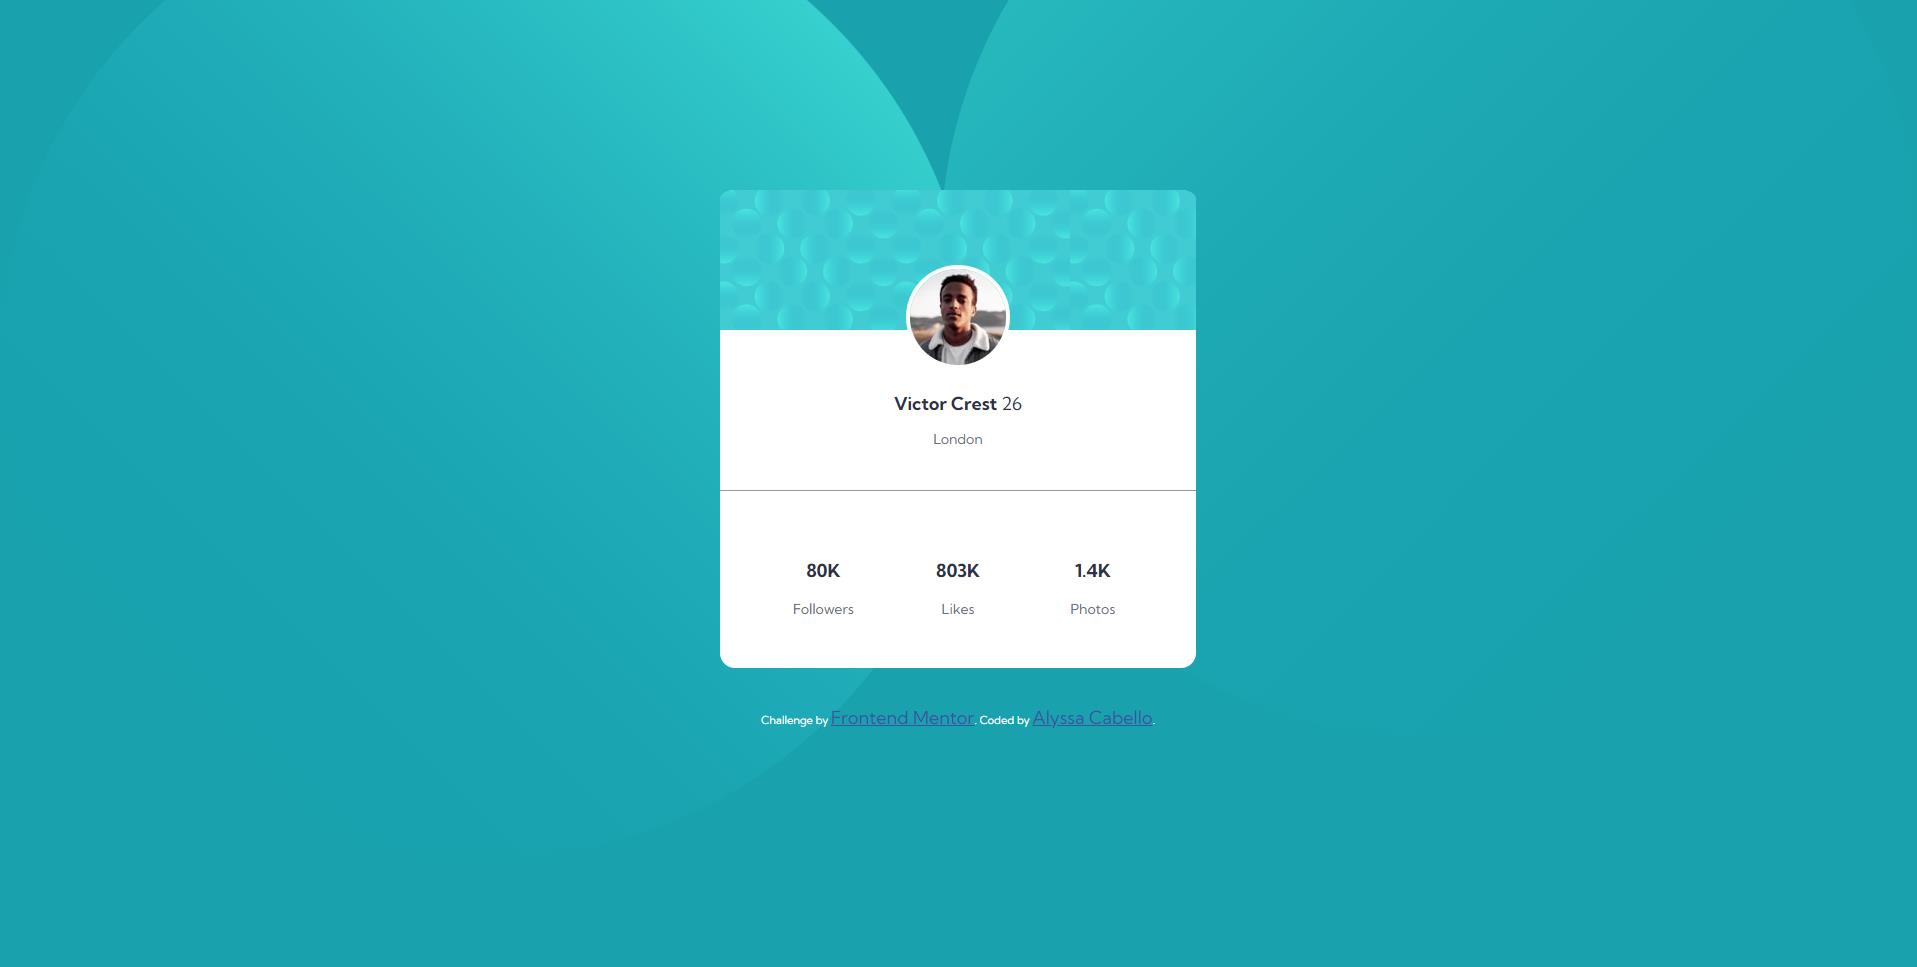 Victor Crest 26
London
80K 803K 1.4K
Followers Likes Photos
Challenge by Frontend Mentor. Coded by Alyssa Cabello.